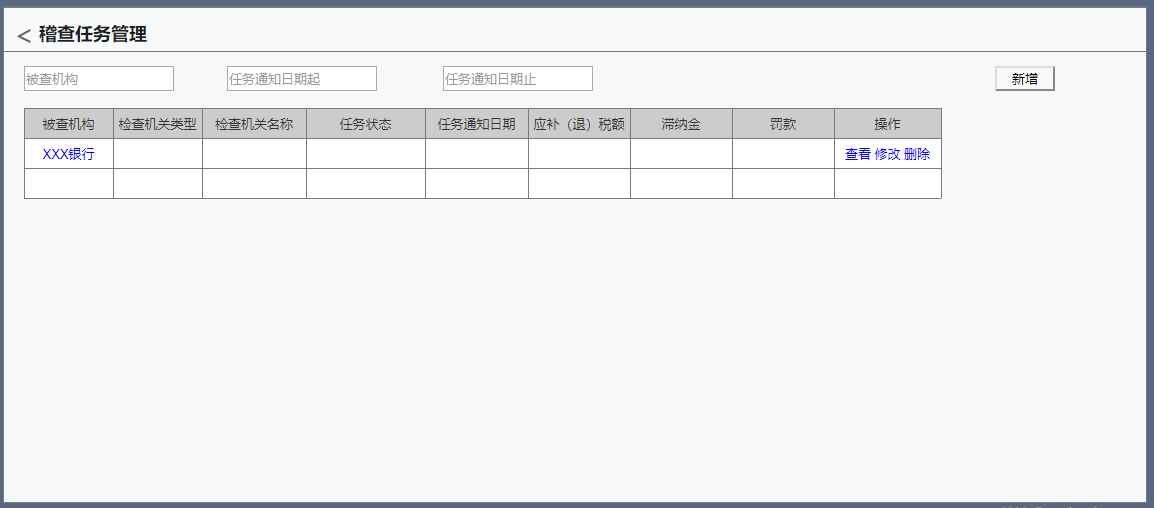 < 稽查任务管理
被查机构 任务通知日期起 任务通知日期止 新增
被查机构 检查机关类型 检查机关名称 任务状态 任务通知日期 应补（退）税额 滞纳金 罚款 操作
XXX银行 查看 修改 删除